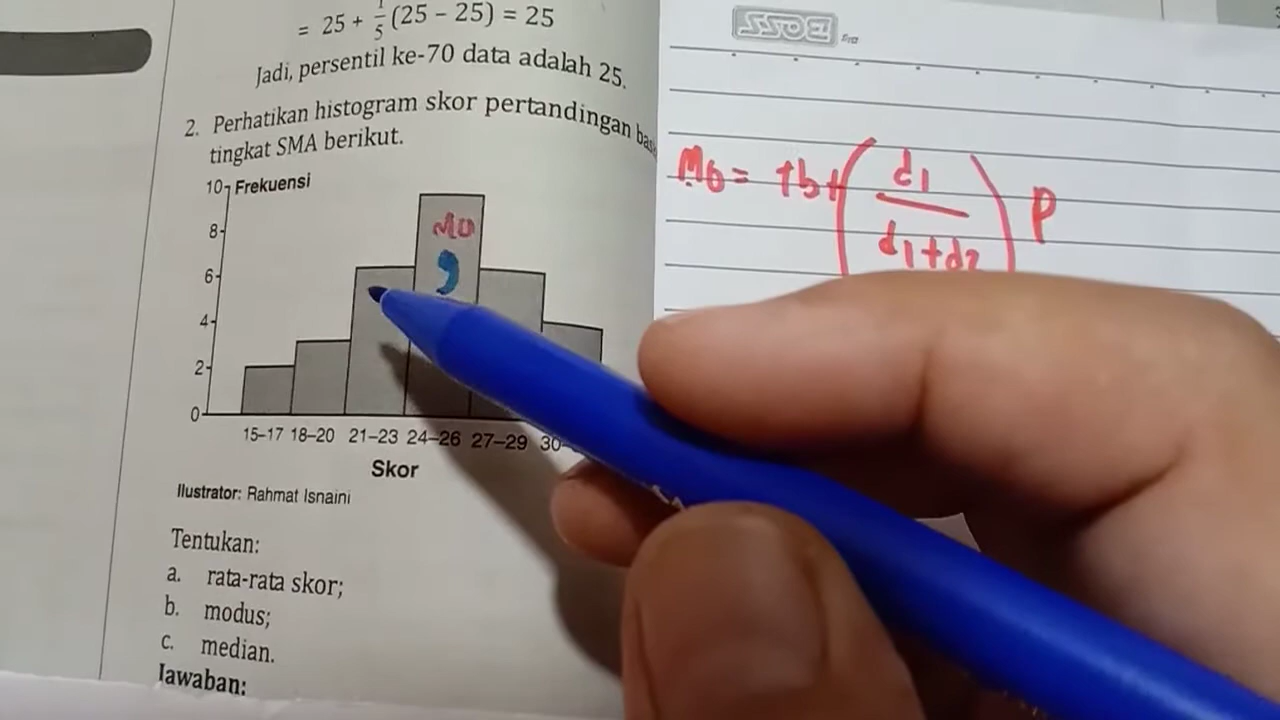 = 25 + 1/5 (25 − 25) = 25
Jadi, persentil ke-70 data adalah 25.
2. Perhatikan histogram skor pertandingan
tingkat SMA berikut.
Frekuensi
10
8
6
4
2
0
Mo
15–17 18–20 21–23 24–26 27–29 30–
Skor
Ilustrator: Rahmat Isnaini
Tentukan:
a. rata-rata skor;
b. modus;
c. median.
Jawaban:
BOSS
Mo = tb+ (d1 / d1+d2) P